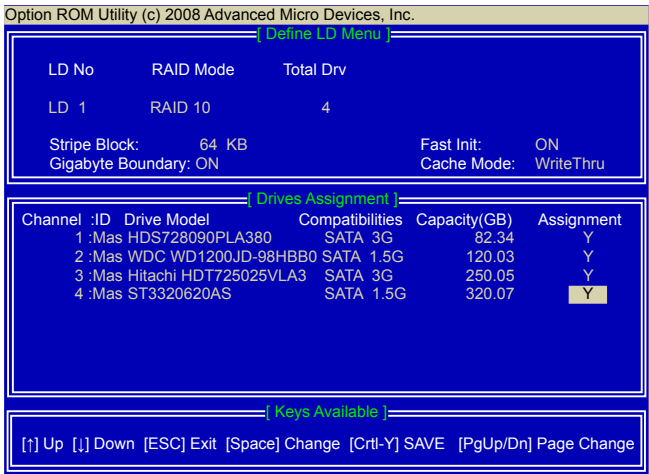 Option ROM Utility (c) 2008 Advanced Micro Devices, Inc.
[ Define LD Menu ]
LD No RAID Mode Total Drv
LD 1 RAID 10 4
Stripe Block: 64 KB Fast Init: ON
Gigabyte Boundary: ON Cache Mode: WriteThru
[ Drives Assignment ]
Channel :ID Drive Model Compatibilities Capacity(GB) Assignment
1 :Mas HDS728090PLA380 SATA 3G 82.34 Y
2 :Mas WDC WD1200JD-98HBB0 SATA 1.5G 120.03 Y
3 :Mas Hitachi HDT725025VLA3 SATA 3G 250.05 Y
4 :Mas ST3320620AS SATA 1.5G 320.07 Y
[ Keys Available ]
[↑] Up [↓] Down [ESC] Exit [Space] Change [Crtl-Y] SAVE [PgUp/Dn] Page Change